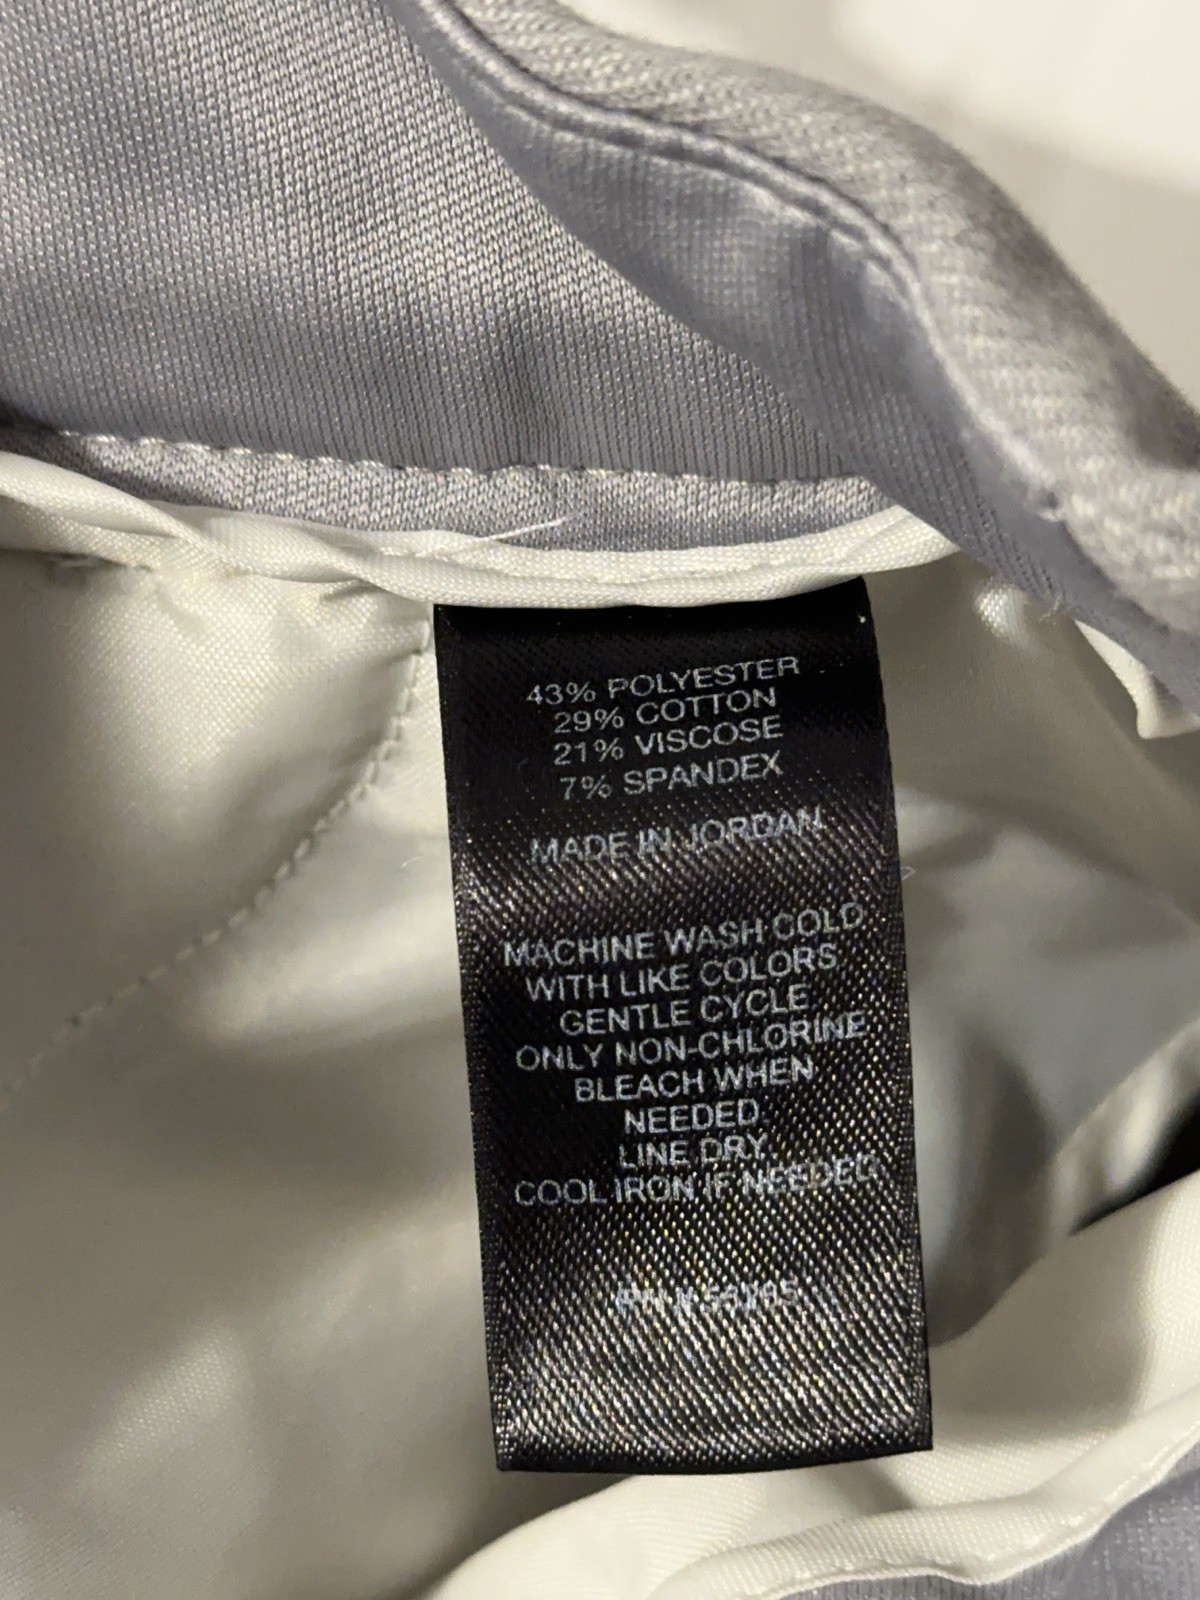 43% POLYESTER
29% COTTON
21% VISCOSE
7% SPANDEX
MADE IN JORDAN
MACHINE WASH COLD
WITH LIKE COLORS
GENTLE CYCLE
ONLY NON-CHLORINE
BLEACH WHEN
NEEDED
LINE DRY.
COOL IRON IF NEEDED